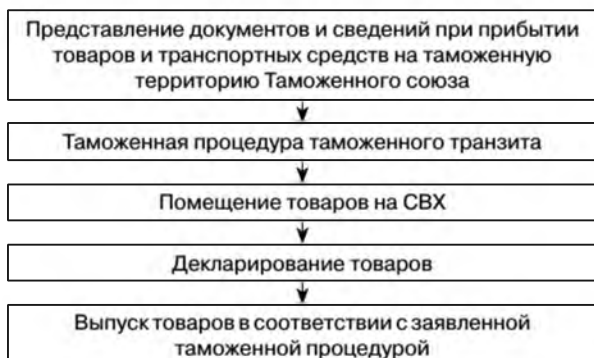 Представление документов и сведений при прибытии
товаров и транспортных средств на таможенную
территорию Таможенного союза
Таможенная процедура таможенного транзита
Помещение товаров на СВХ
Декларирование товаров
Выпуск товаров в соответствии с заявленной
таможенной процедурой